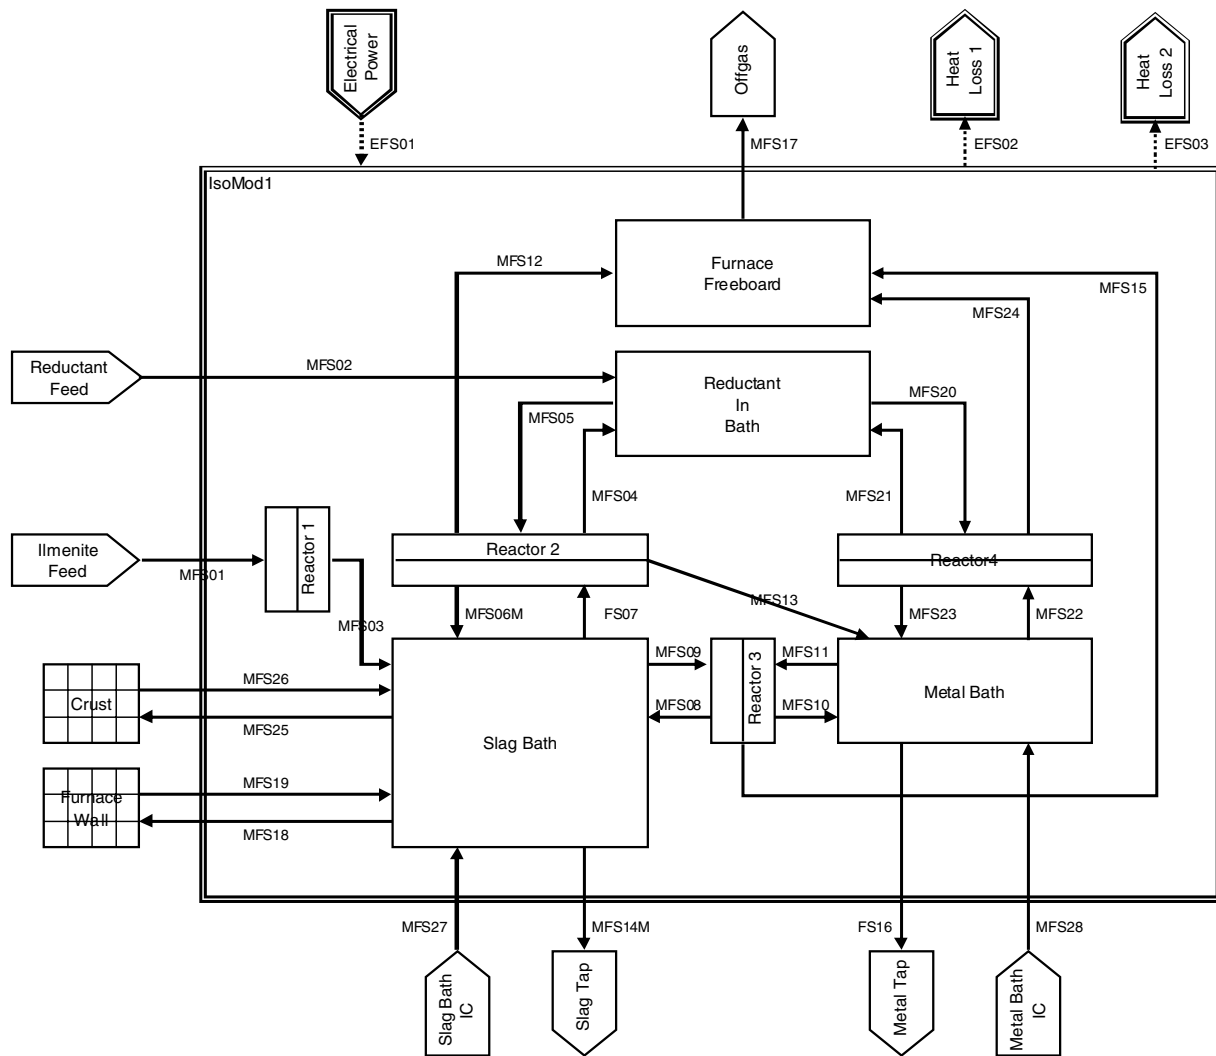 Electrical
Power
Offgas
Heat
Loss 1
Heat
Loss 2
EFS01
MFS17
EFS02
EFS03
IsoMod1
MFS12
Furnace
Freeboard
MFS15
MFS24
Reductant
Feed
MFS02
Reductant
In
Bath
MFS05
MFS20
MFS04
MFS21
Ilmenite
Feed
MFS01
Reactor 1
Reactor 2
Reactor4
MFS03
MFS06M
FS07
MFS13
MFS23
MFS22
Crust
MFS26
MFS25
Slag Bath
MFS09
MFS08
Reactor 3
MFS11
MFS10
Metal Bath
Furnace
Wall
MFS19
MFS18
MFS27
MFS14M
FS16
MFS28
Slag Bath
IC
Slag Tap
Metal Tap
Metal Bath
IC